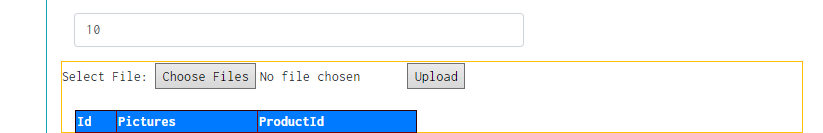 10
Select File: Choose Files No file chosen Upload
Id Pictures ProductId